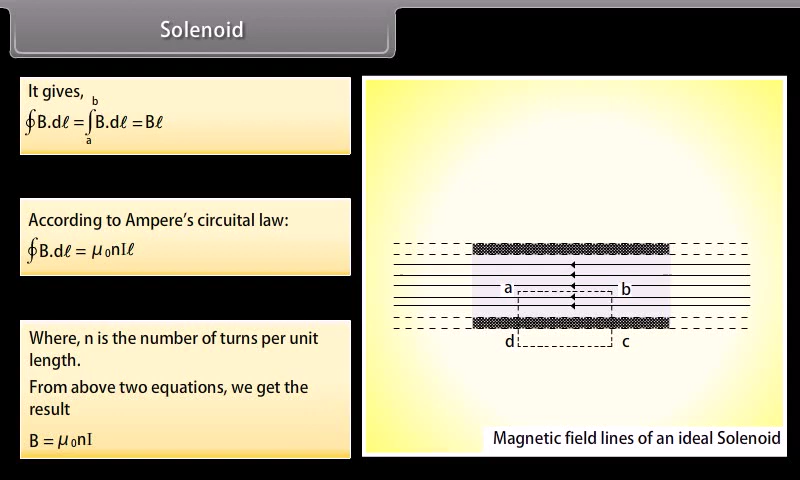 Solenoid
It gives,
∮B.dℓ = ∫ₐᵇ B.dℓ = Bℓ
According to Ampere's circuital law:
∮B.dℓ = μ₀nIℓ
Where, n is the number of turns per unit
length.
From above two equations, we get the
result
B = μ₀nI
a b
d c
Magnetic field lines of an ideal Solenoid